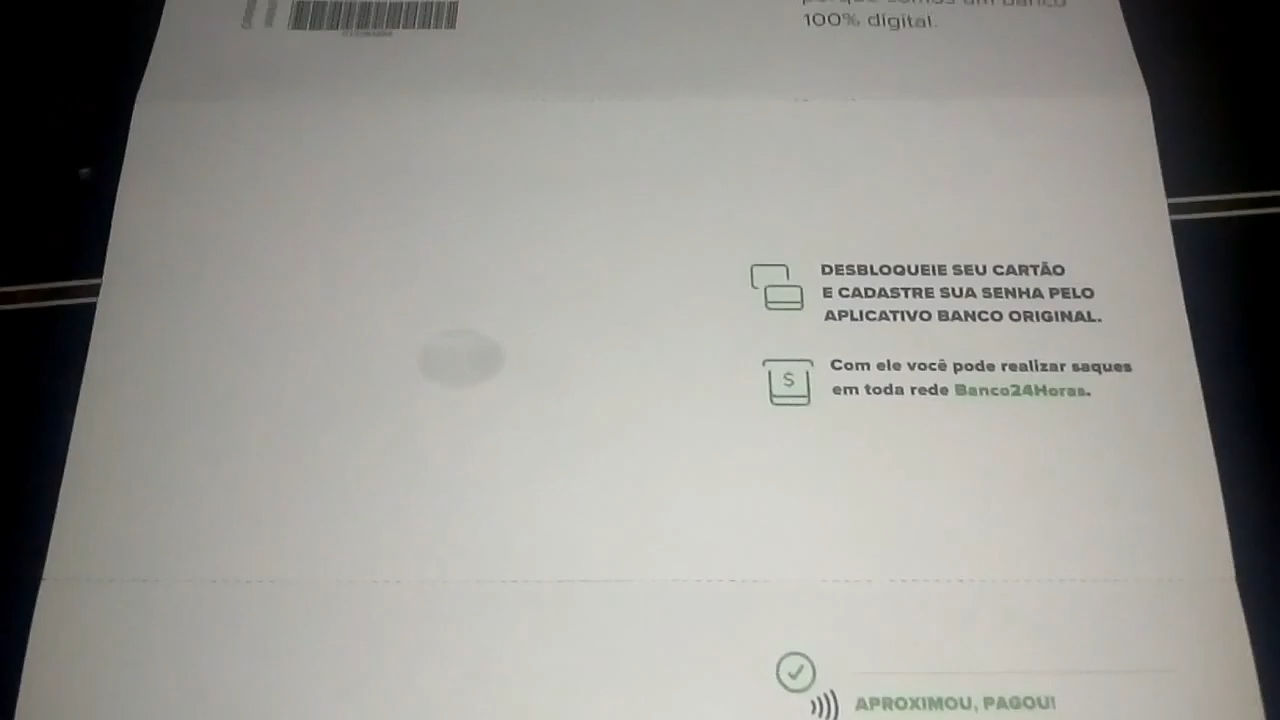 100% digital.
DESBLOQUEIE SEU CARTÃO
E CADASTRE SUA SENHA PELO
APLICATIVO BANCO ORIGINAL.
Com ele você pode realizar saques
em toda rede Banco24Horas.
$
APROXIMOU, PAGOU!